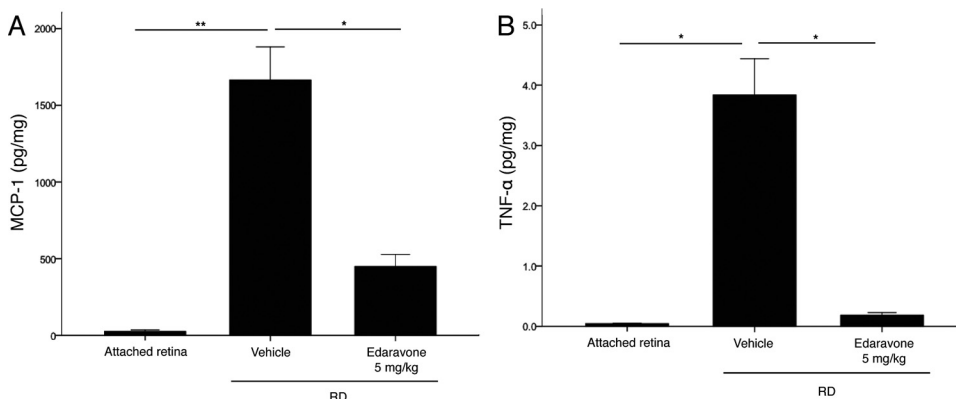 A
MCP-1 (pg/mg)
2000
1500
1000
500
0
**
*
Attached retina
Vehicle
Edaravone
5 mg/kg
RD
B
TNF-α (pg/mg)
5.0
4.0
3.0
2.0
1.0
0.0
*
*
Attached retina
Vehicle
Edaravone
5 mg/kg
RD